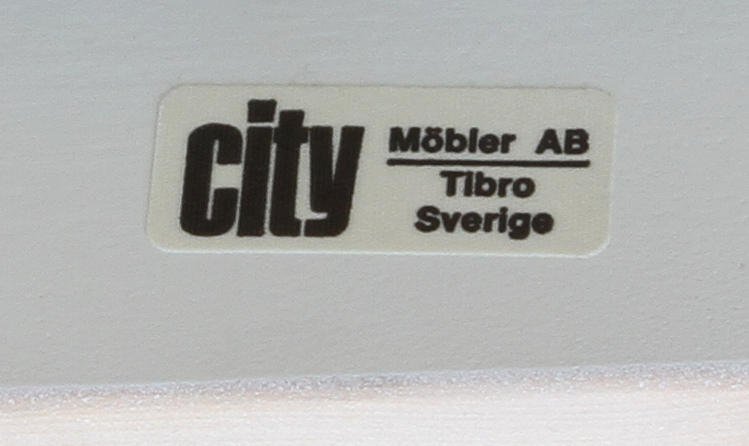 city
Möbler AB
Tibro
Sverige